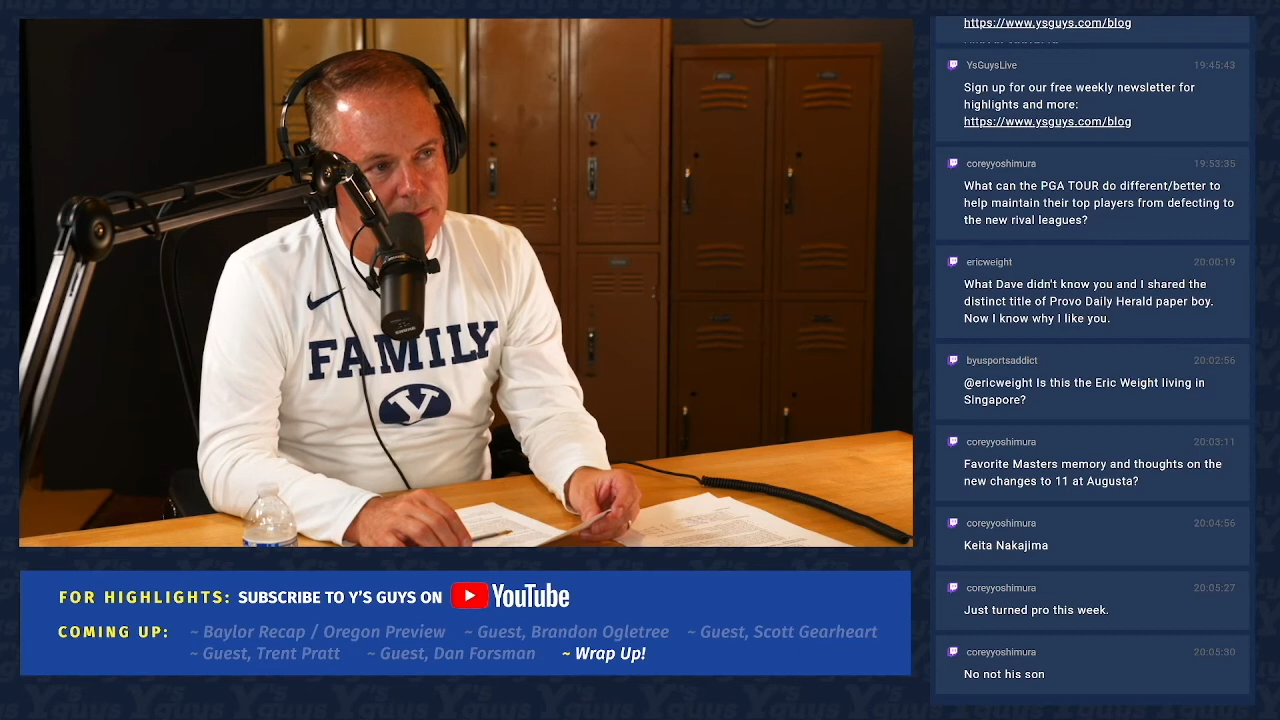 https://www.ysguys.com/blog
YsGuysLive 19:45:43
Sign up for our free weekly newsletter for
highlights and more:
https://www.ysguys.com/blog
coreyyoshimura 19:53:35
What can the PGA TOUR do different/better to
help maintain their top players from defecting to
the new rival leagues?
ericweight 20:00:19
What Dave didn't know you and I shared the
distinct title of Provo Daily Herald paper boy.
Now I know why I like you.
byusportsaddict 20:02:56
@ericweight Is this the Eric Weight living in
Singapore?
coreyyoshimura 20:03:11
Favorite Masters memory and thoughts on the
new changes to 11 at Augusta?
coreyyoshimura 20:04:56
Keita Nakajima
coreyyoshimura 20:05:27
Just turned pro this week.
coreyyoshimura 20:05:30
No not his son
Y
FAMILY
Y
FOR HIGHLIGHTS: SUBSCRIBE TO Y'S GUYS ON YouTube
COMING UP: ~ Baylor Recap / Oregon Preview ~ Guest, Brandon Ogletree ~ Guest, Scott Gearheart
~ Guest, Trent Pratt ~ Guest, Dan Forsman ~ Wrap Up!